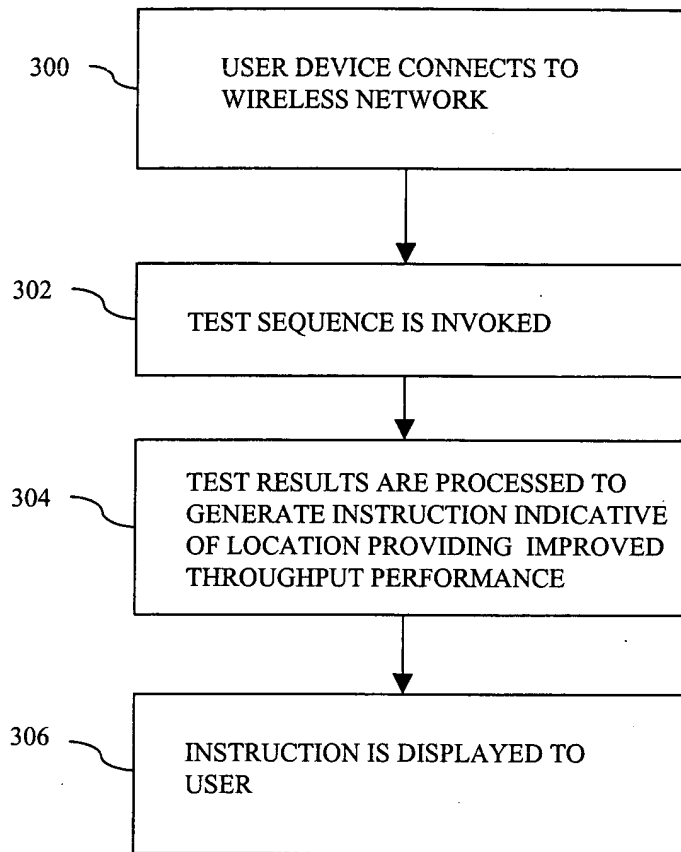 300
USER DEVICE CONNECTS TO
WIRELESS NETWORK
302
TEST SEQUENCE IS INVOKED
304
TEST RESULTS ARE PROCESSED TO
GENERATE INSTRUCTION INDICATIVE
OF LOCATION PROVIDING IMPROVED
THROUGHPUT PERFORMANCE
306
INSTRUCTION IS DISPLAYED TO
USER